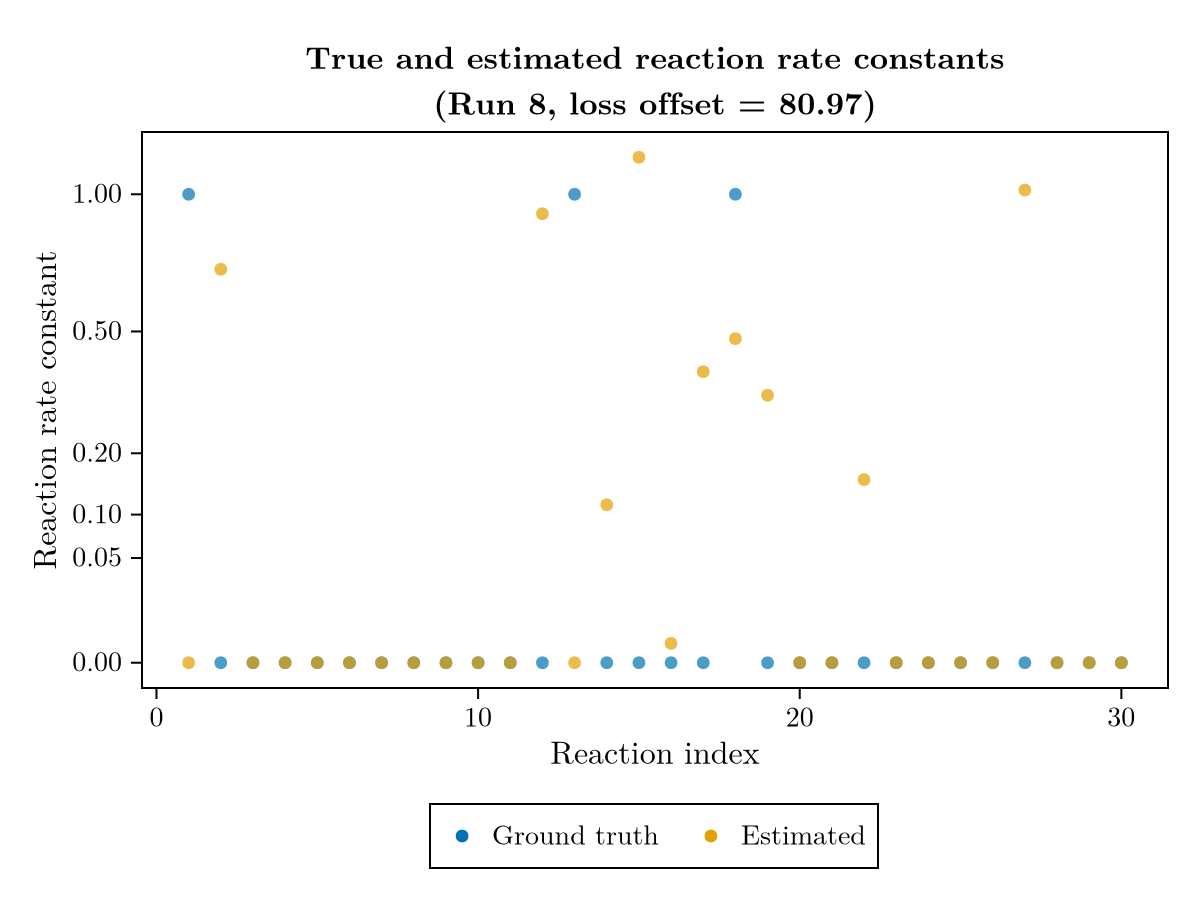 True and estimated reaction rate constants
(Run 8, loss offset = 80.97)
Reaction rate constant
1.00
0.50
0.20
0.10
0.05
0.00
0 10 20 30
Reaction index
Ground truth Estimated